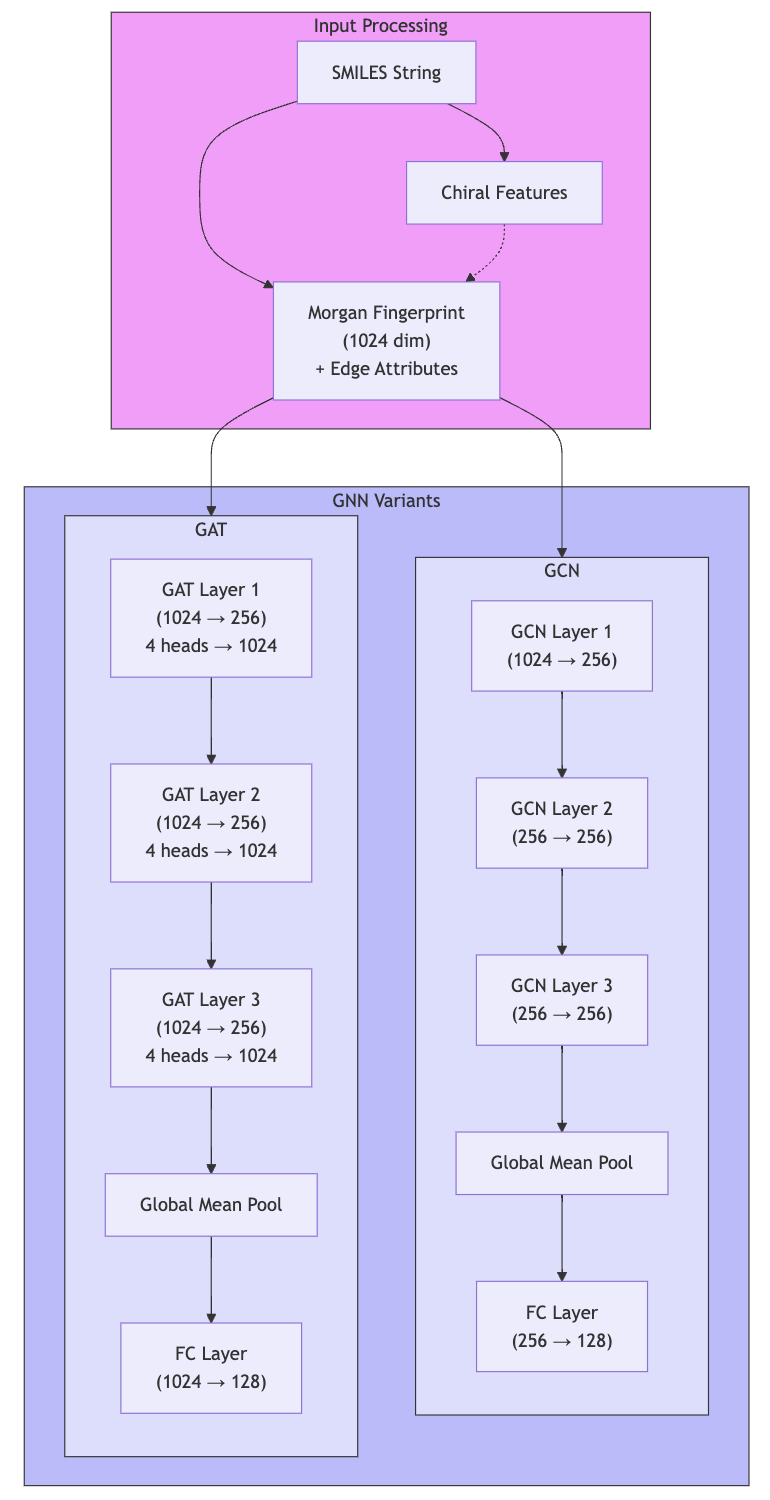 Input Processing
SMILES String
Chiral Features
Morgan Fingerprint
(1024 dim)
+ Edge Attributes
GNN Variants
GAT
GAT Layer 1
(1024 → 256)
4 heads → 1024
GAT Layer 2
(1024 → 256)
4 heads → 1024
GAT Layer 3
(1024 → 256)
4 heads → 1024
Global Mean Pool
FC Layer
(1024 → 128)
GCN
GCN Layer 1
(1024 → 256)
GCN Layer 2
(256 → 256)
GCN Layer 3
(256 → 256)
Global Mean Pool
FC Layer
(256 → 128)